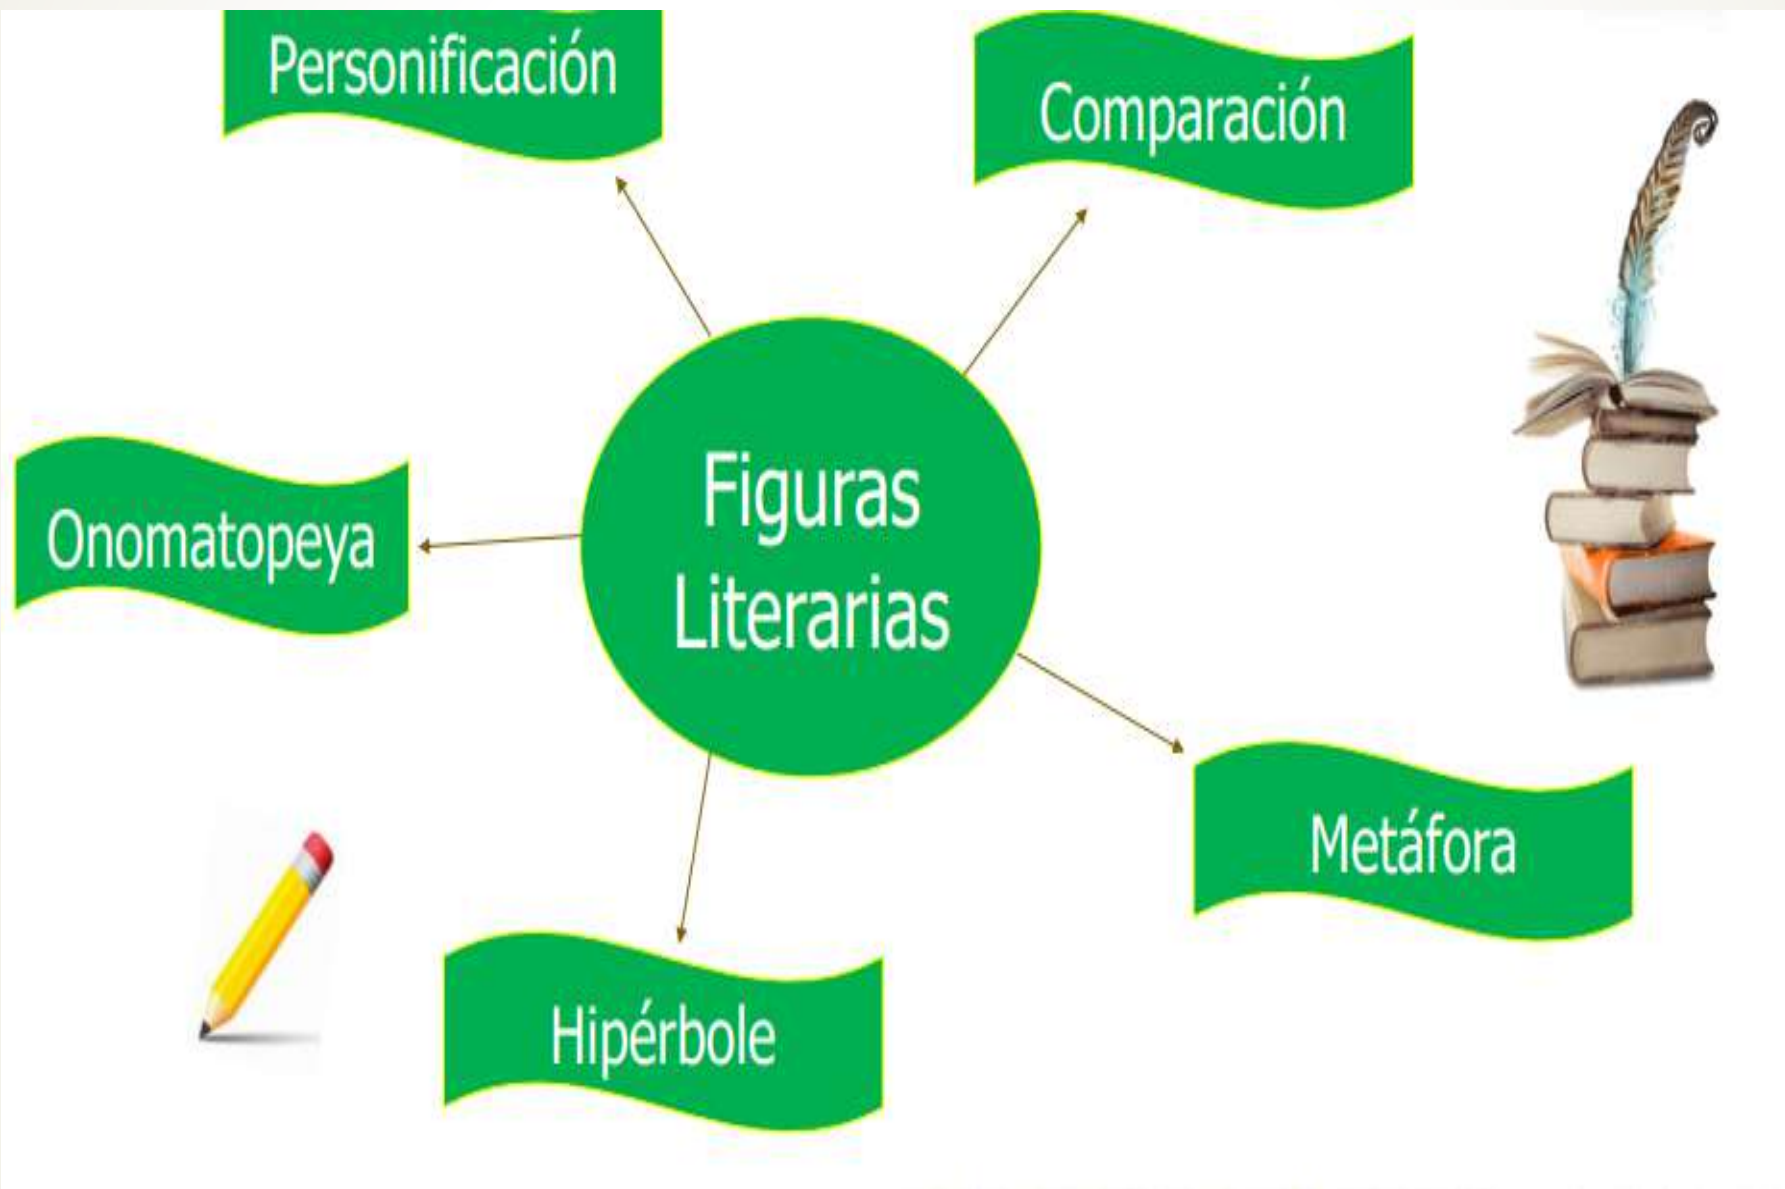 Personificación
Comparación
Onomatopeya
Figuras
Literarias
Metáfora
Hipérbole